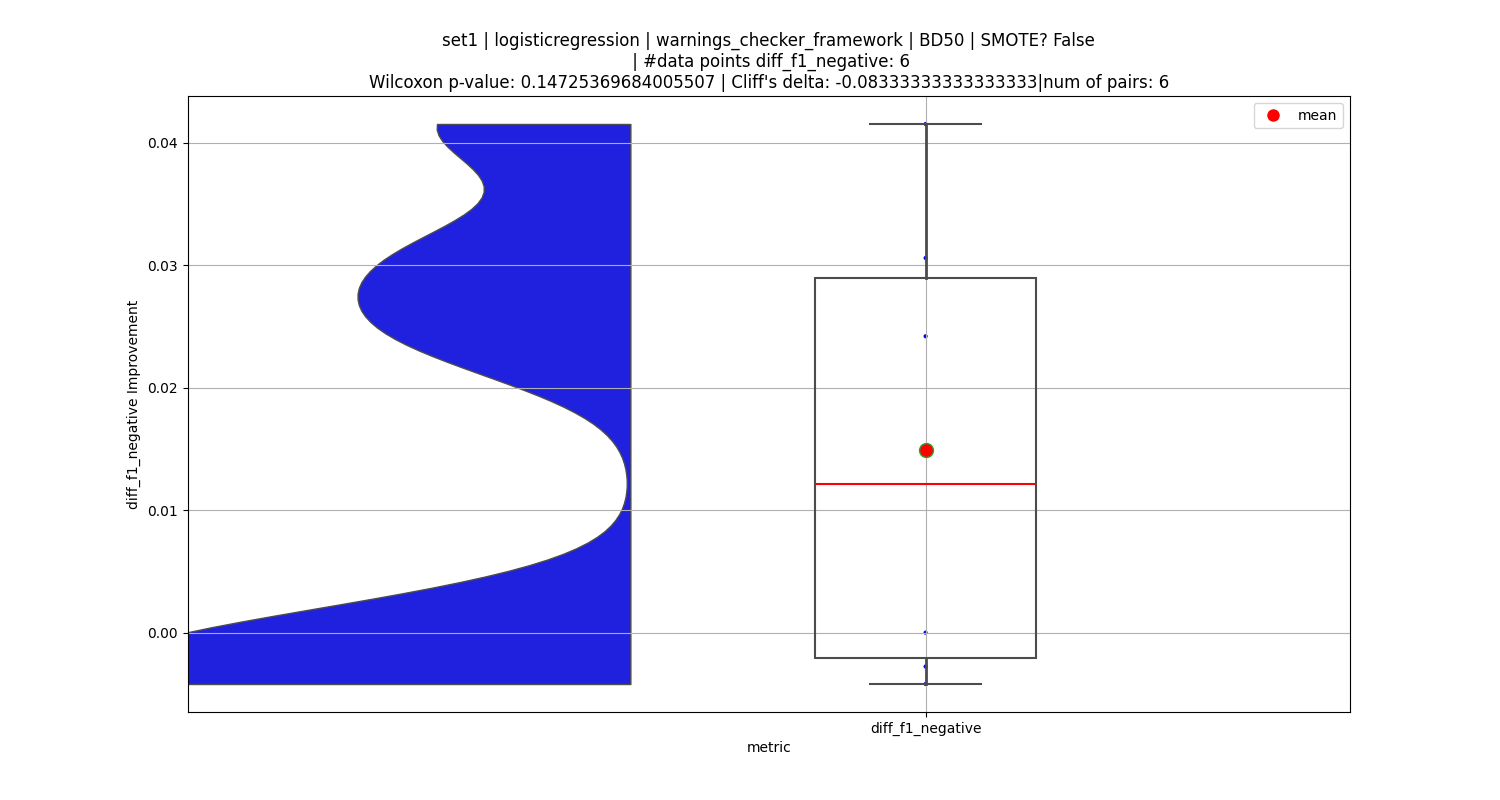 set1 | logisticregression | warnings_checker_framework | BD50 | SMOTE? False
| #data points diff_f1_negative: 6
Wilcoxon p-value: 0.14725369684005507 | Cliff's delta: -0.08333333333333333|num of pairs: 6
mean
0.04
0.03
0.02
0.01
0.00
diff_f1_negative Improvement
diff_f1_negative
metric